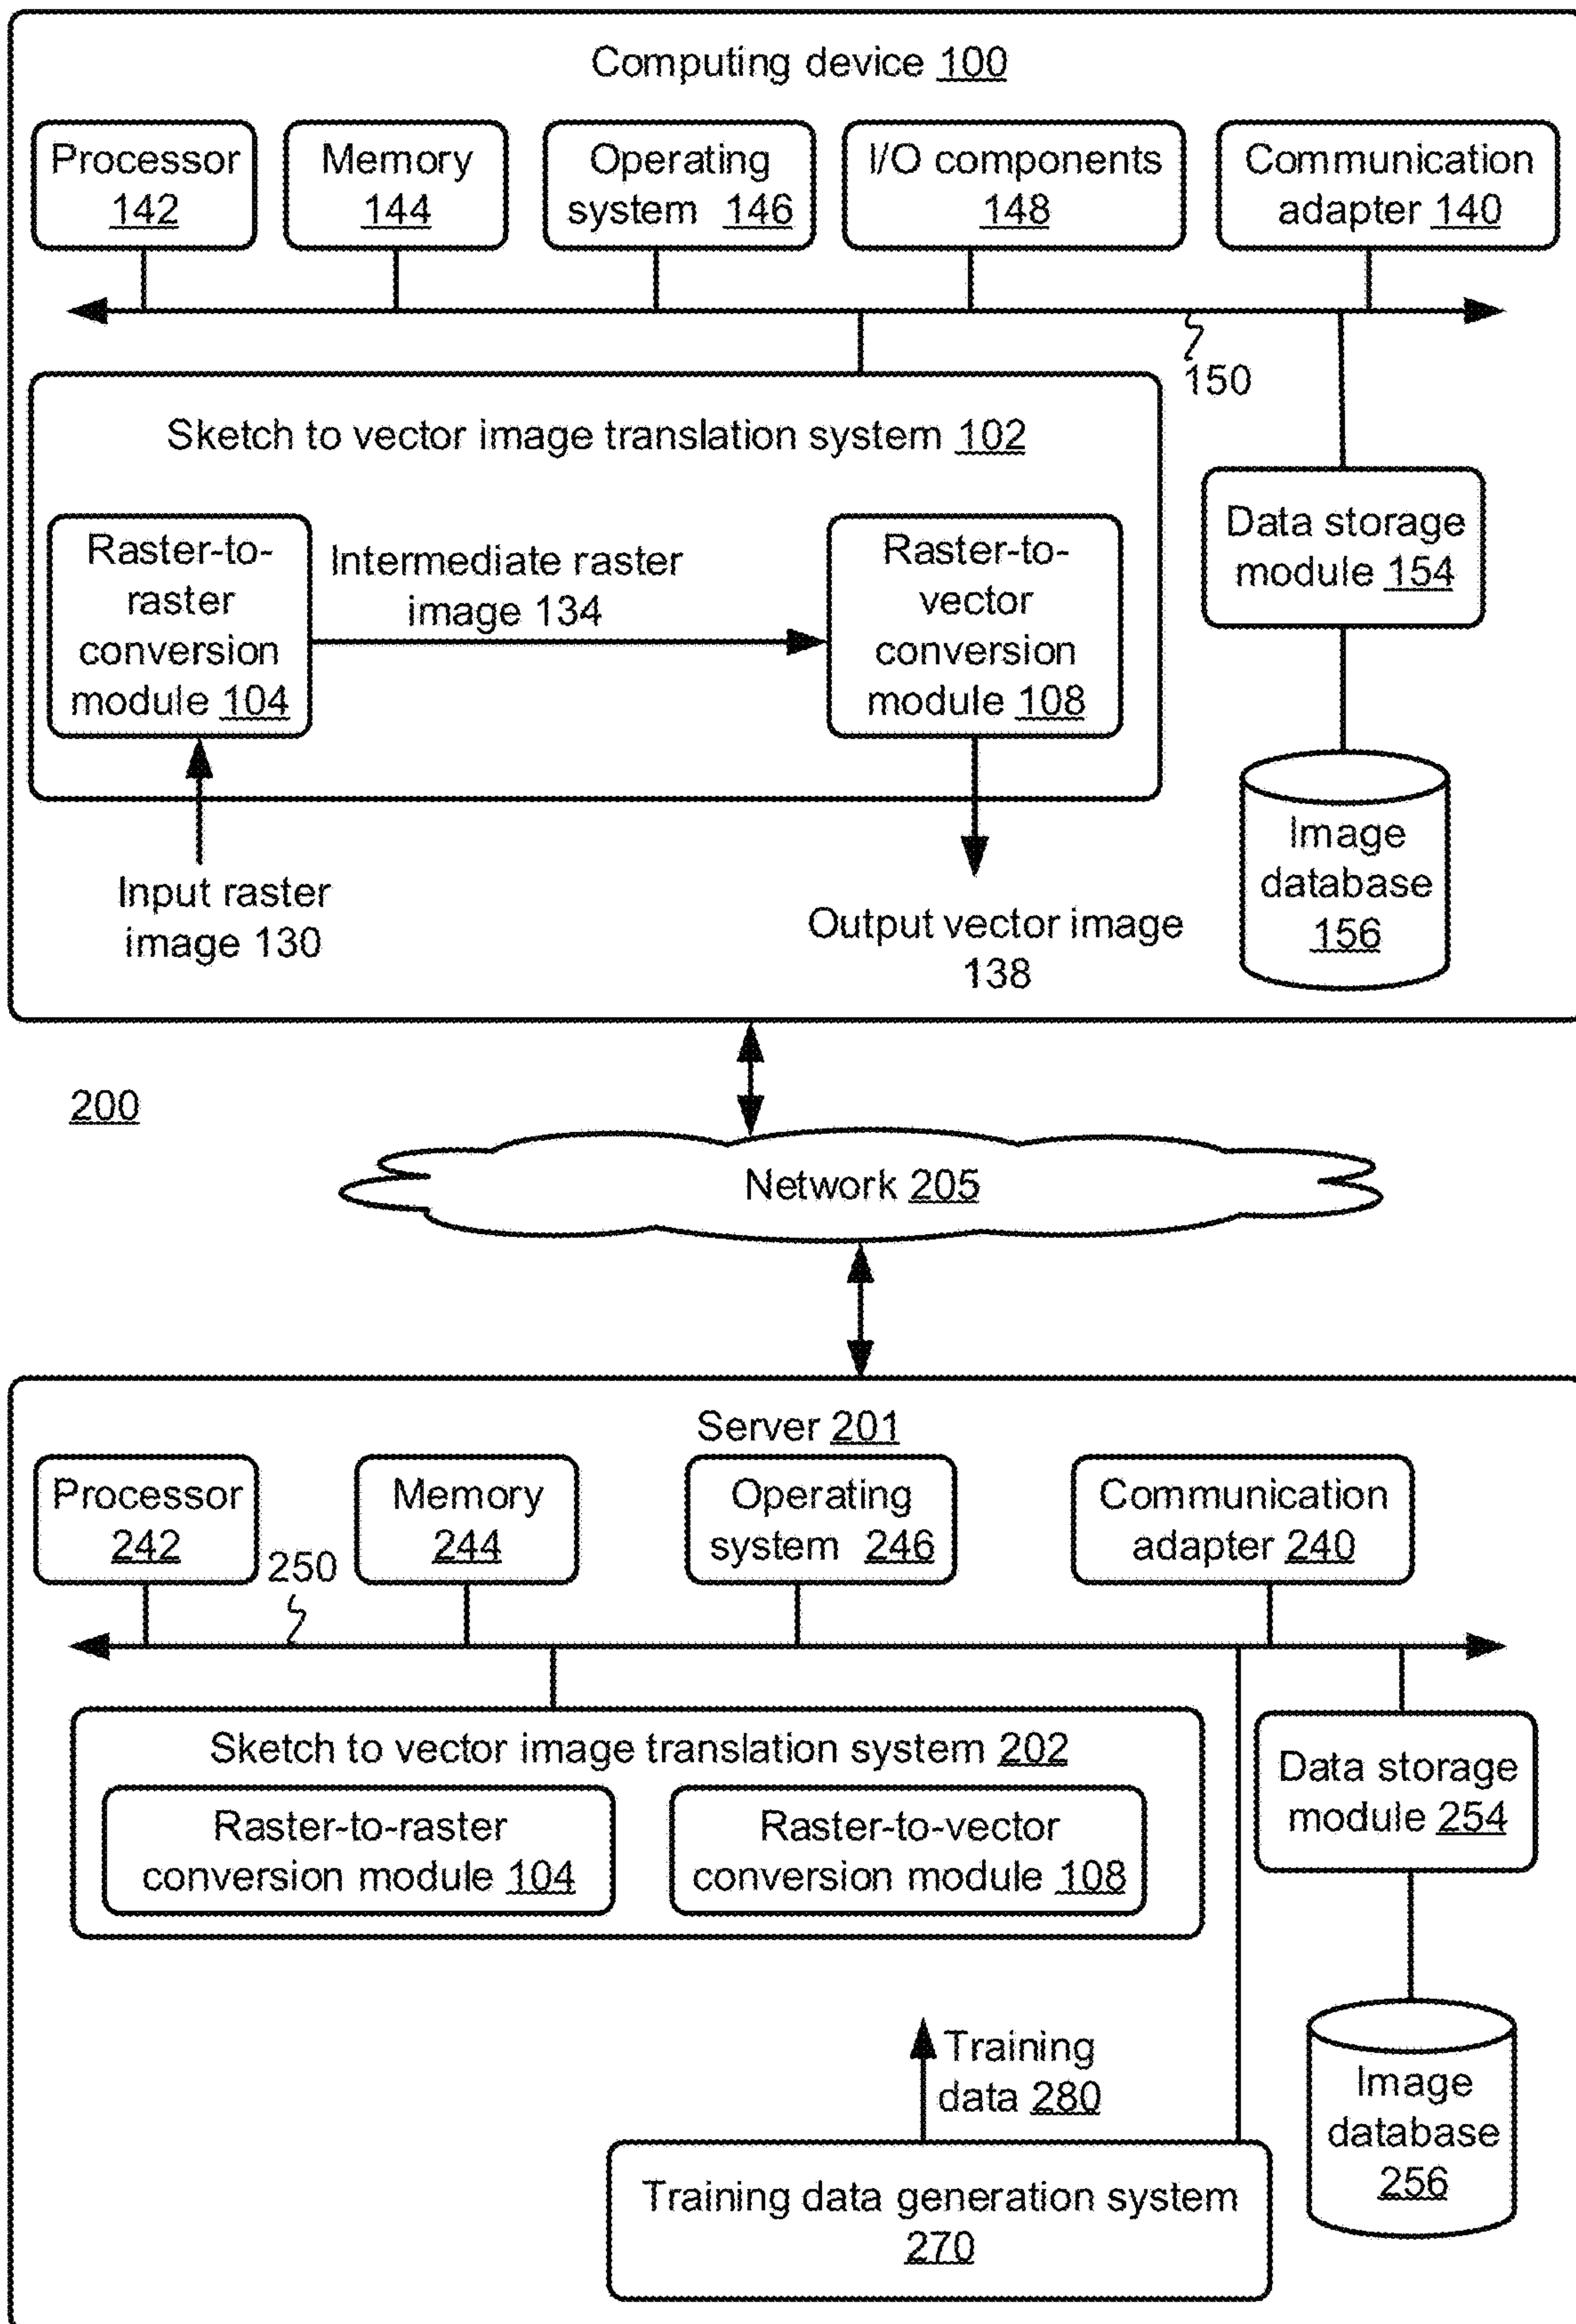 Computing device 100
Processor
142
Memory
144
Operating
system 146
I/O components
148
Communication
adapter 140
150
Sketch to vector image translation system 102
Raster-to-
raster
conversion
module 104
Intermediate raster
image 134
Raster-to-
vector
conversion
module 108
Data storage
module 154
Image
database
156
Input raster
image 130
Output vector image
138
200
Network 205
Server 201
Processor
242
250
Memory
244
Operating
system 246
Communication
adapter 240
Sketch to vector image translation system 202
Raster-to-raster
conversion module 104
Raster-to-vector
conversion module 108
Data storage
module 254
Training
data 280
Image
database
256
Training data generation system
270